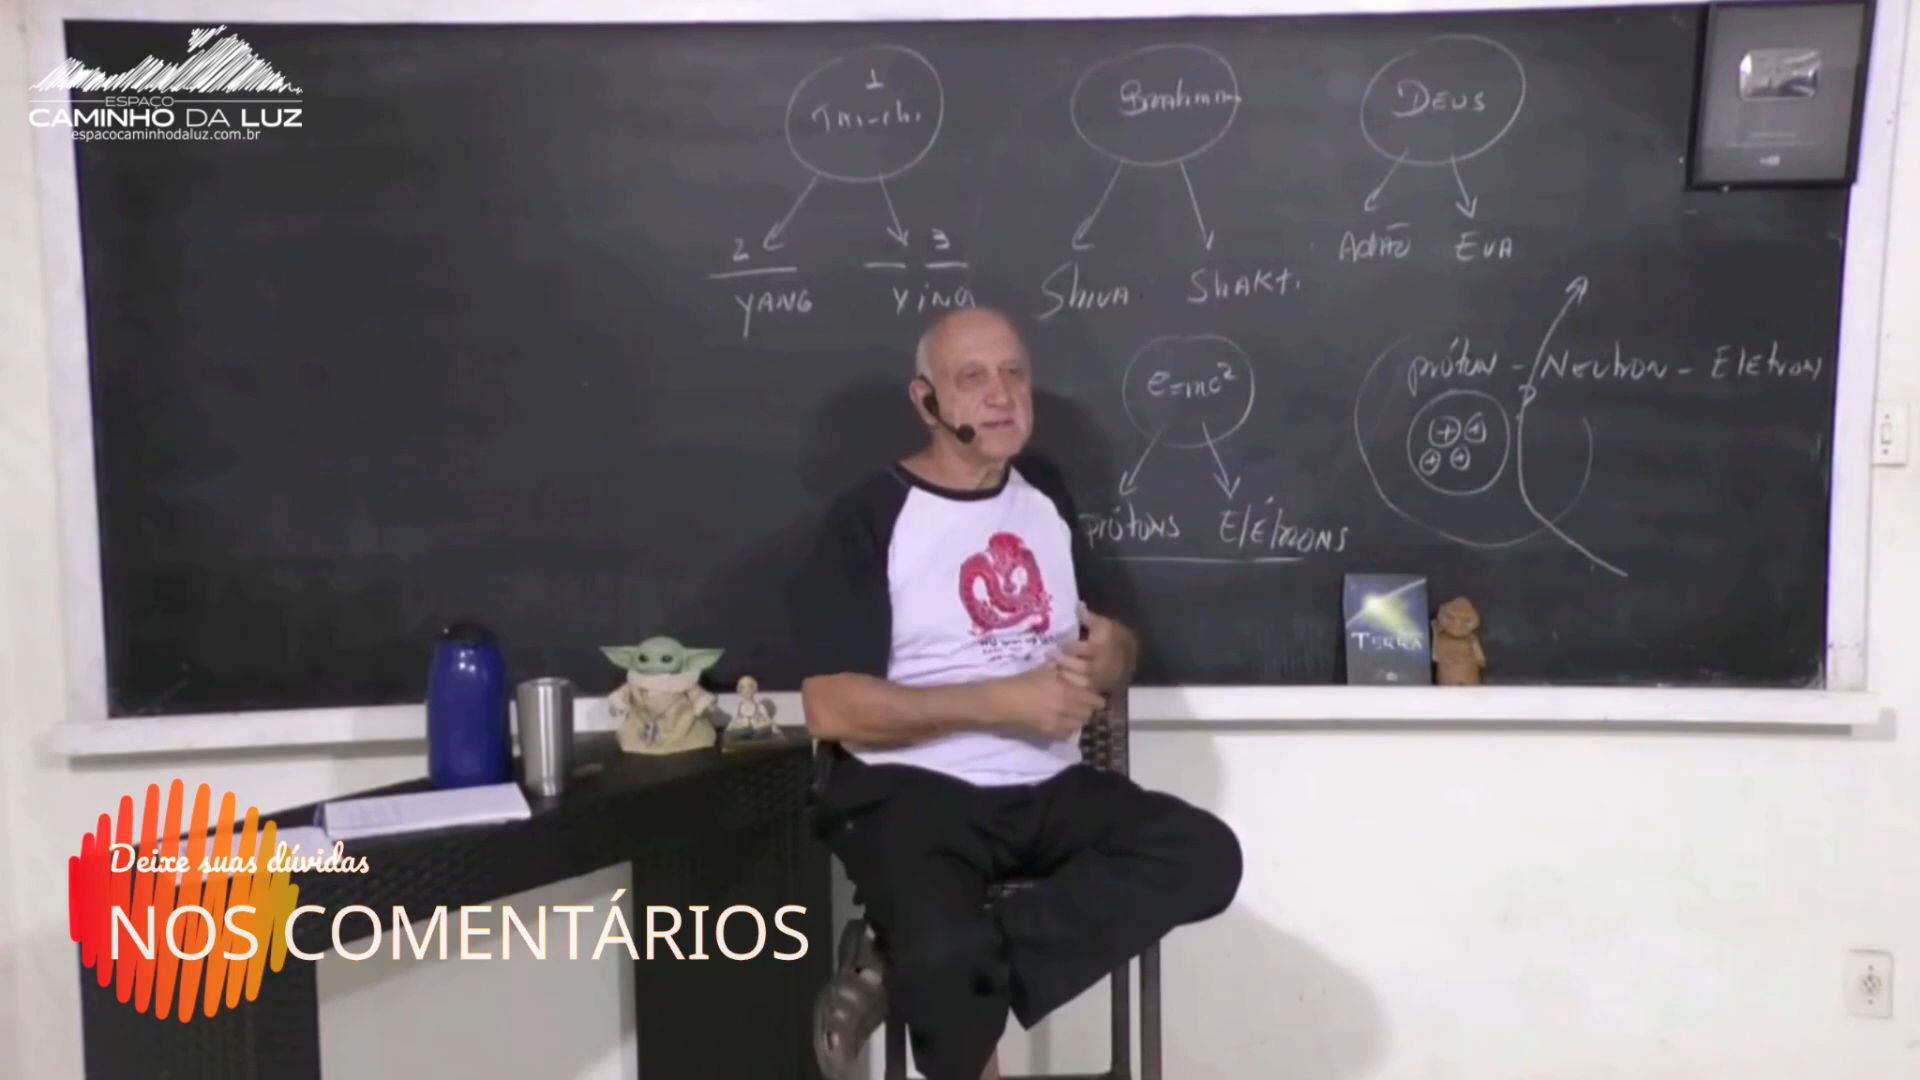 ESPAÇO
CAMINHO DA LUZ
espacocaminhodaluz.com.br
1
TAI-chi
Brahman
DEUS
2
3
YANG
YiNG
Shiva
ShAKti
ADÃO
EVA
e=mc²
prótons
Elétrons
próton - Neutron - Eletron
+ +
+ +
TERRA
Deixe suas dúvidas
NOS COMENTÁRIOS